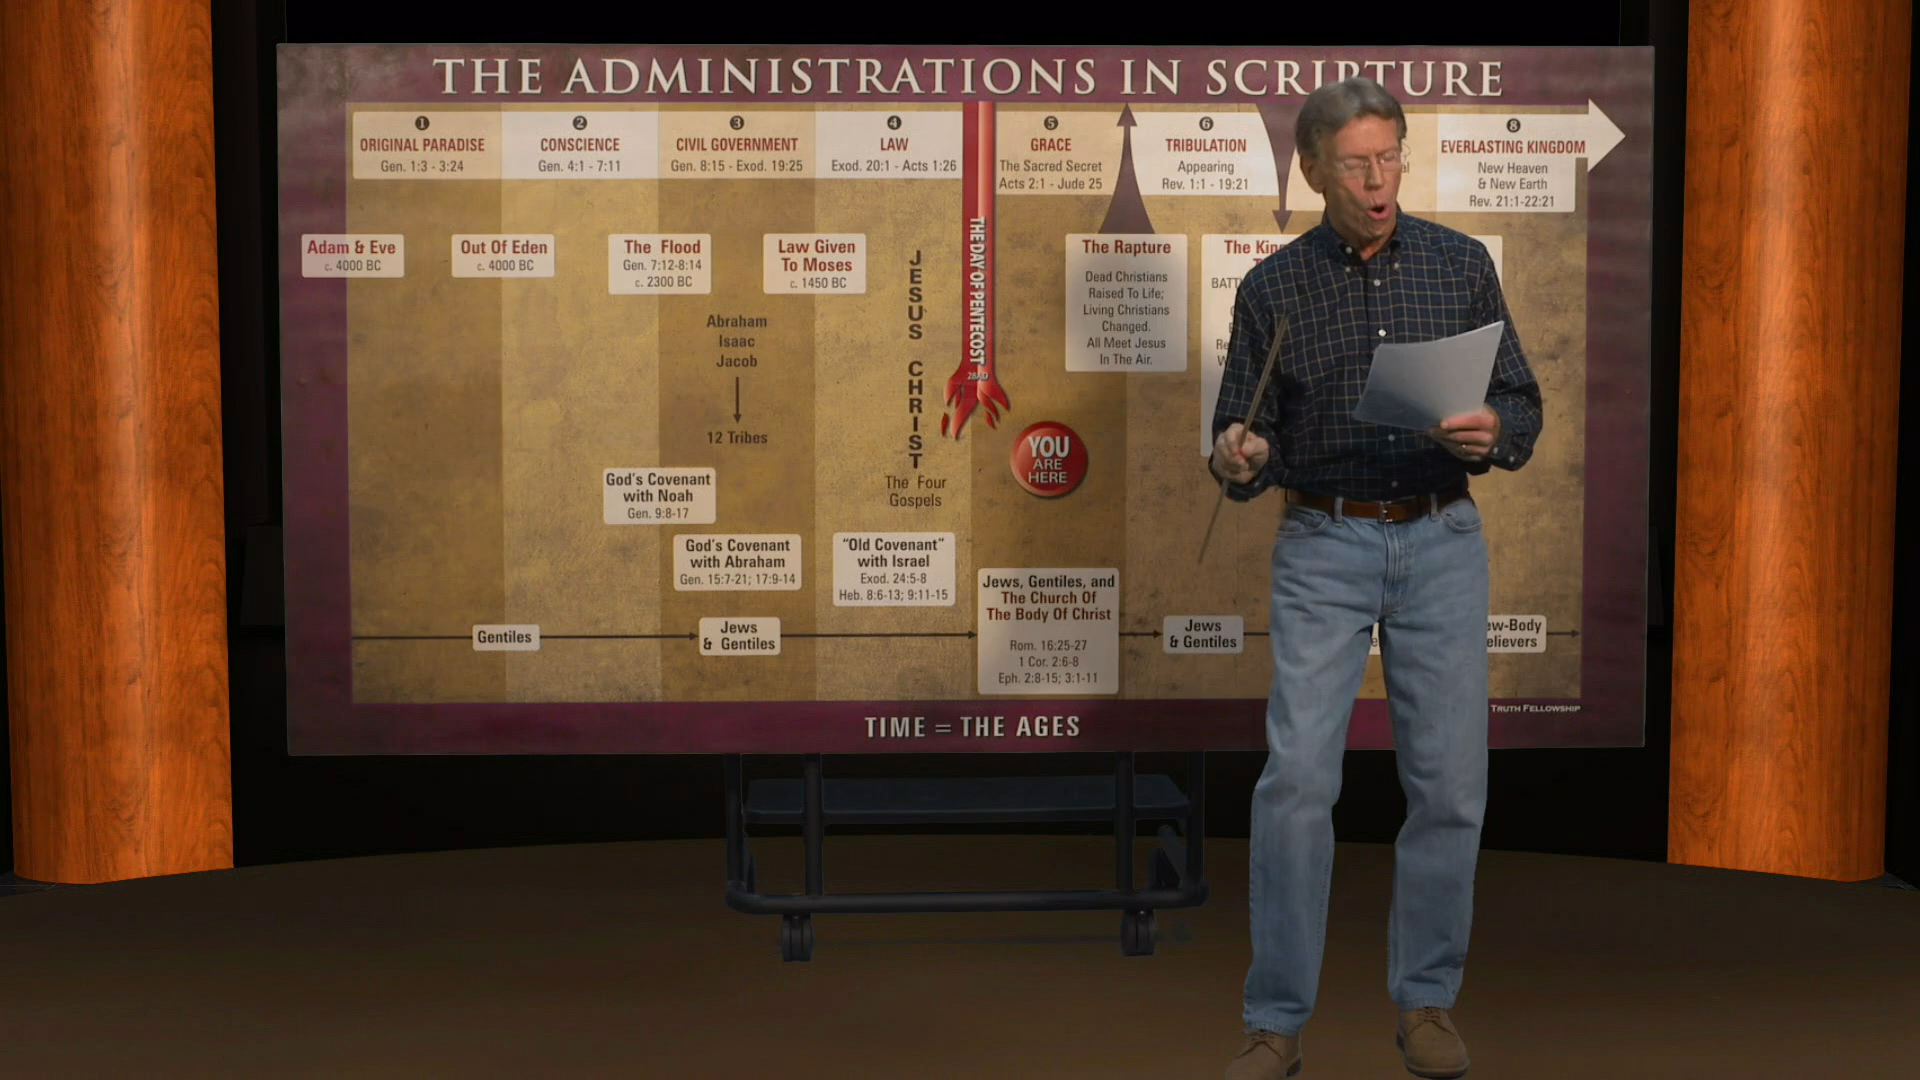 THE ADMINISTRATIONS IN SCRIPTURE
1
ORIGINAL PARADISE
Gen. 1:3 - 3:24
2
CONSCIENCE
Gen. 4:1 - 7:11
3
CIVIL GOVERNMENT
Gen. 8:15 - Exod. 19:25
4
LAW
Exod. 20:1 - Acts 1:26
5
GRACE
The Sacred Secret
Acts 2:1 - Jude 25
6
TRIBULATION
Appearing
Rev. 1:1 - 19:21
8
EVERLASTING KINGDOM
New Heaven
& New Earth
Rev. 21:1-22:21
Adam & Eve
c. 4000 BC
Out Of Eden
c. 4000 BC
The Flood
Gen. 7:12-8:14
c. 2300 BC
Law Given
To Moses
c. 1450 BC
Abraham
Isaac
Jacob
12 Tribes
JESUS CHRIST
The Four
Gospels
THE DAY OF PENTECOST
28AD
YOU
ARE
HERE
The Rapture
Dead Christians
Raised To Life;
Living Christians
Changed.
All Meet Jesus
In The Air.
The
God's Covenant
with Noah
Gen. 9:8-17
God's Covenant
with Abraham
Gen. 15:7-21; 17:9-14
"Old Covenant"
with Israel
Exod. 24:5-8
Heb. 8:6-13; 9:11-15
Jews, Gentiles, and
The Church Of
The Body Of Christ
Rom. 16:25-27
1 Cor. 2:6-8
Eph. 2:8-15; 3:1-11
Gentiles
Jews
& Gentiles
Jews
& Gentiles
ew-Body
elievers
TRUTH FELLOWSHIP
TIME = THE AGES